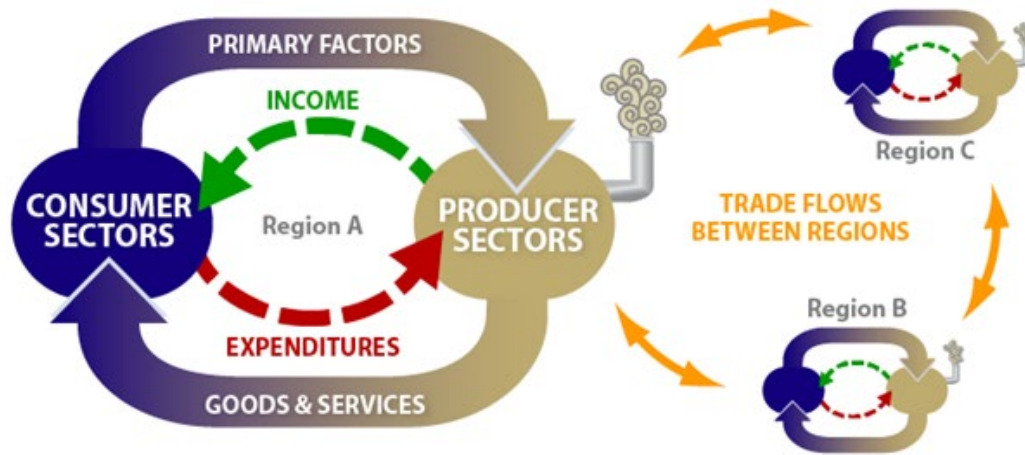 PRIMARY FACTORS
INCOME
CONSUMER
SECTORS
Region A
PRODUCER
SECTORS
EXPENDITURES
GOODS & SERVICES
Region C
TRADE FLOWS
BETWEEN REGIONS
Region B